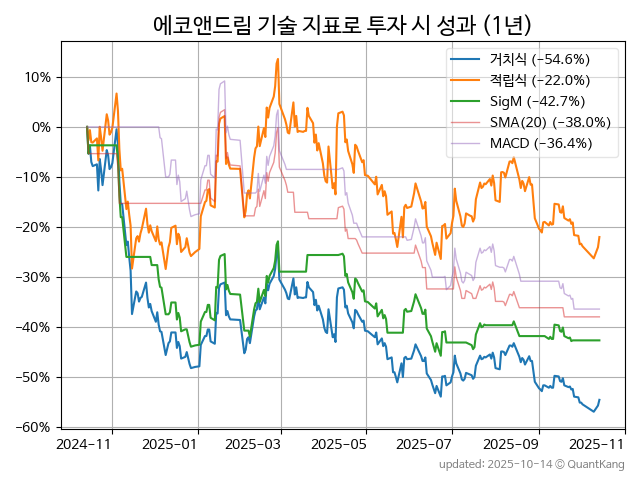 에코앤드림 기술 지표로 투자 시 성과 (1년)
거치식 (−54.6%)
적립식 (−22.0%)
SigM (−42.7%)
SMA(20) (−38.0%)
MACD (−36.4%)
10%
0%
−10%
−20%
−30%
−40%
−50%
−60%
2024-11 2025-01 2025-03 2025-05 2025-07 2025-09 2025-11
updated: 2025-10-14 © QuantKang